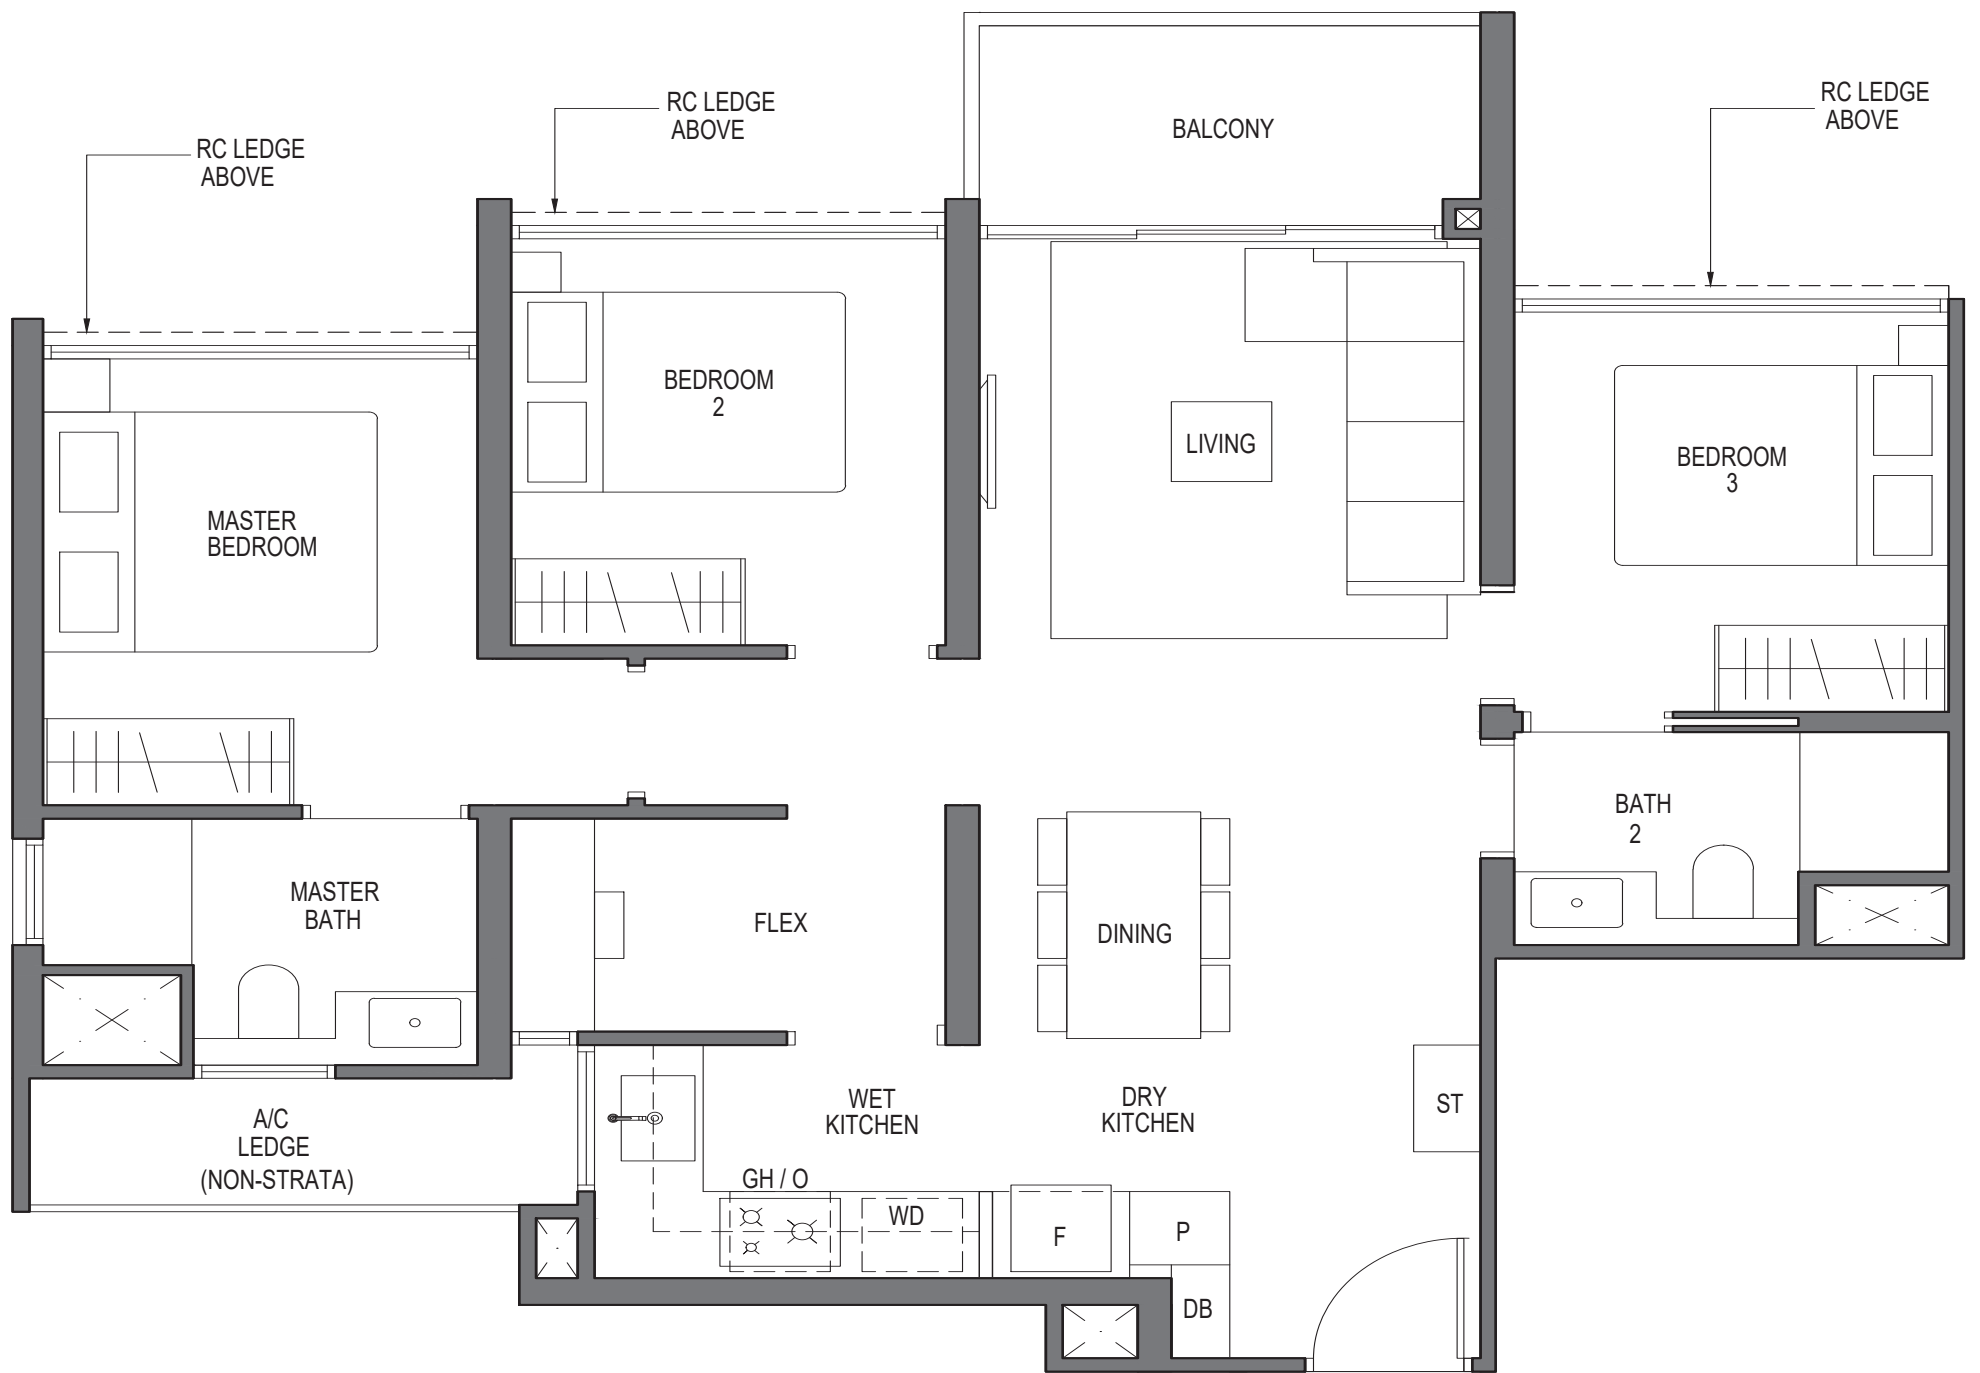 RC LEDGE
ABOVE
RC LEDGE
ABOVE
RC LEDGE
ABOVE
BALCONY
BEDROOM
2
LIVING
BEDROOM
3
MASTER
BEDROOM
BATH
2
MASTER
BATH
FLEX
DINING
WET
KITCHEN
DRY
KITCHEN
ST
A/C
LEDGE
(NON-STRATA)
GH / O
WD
F
P
DB